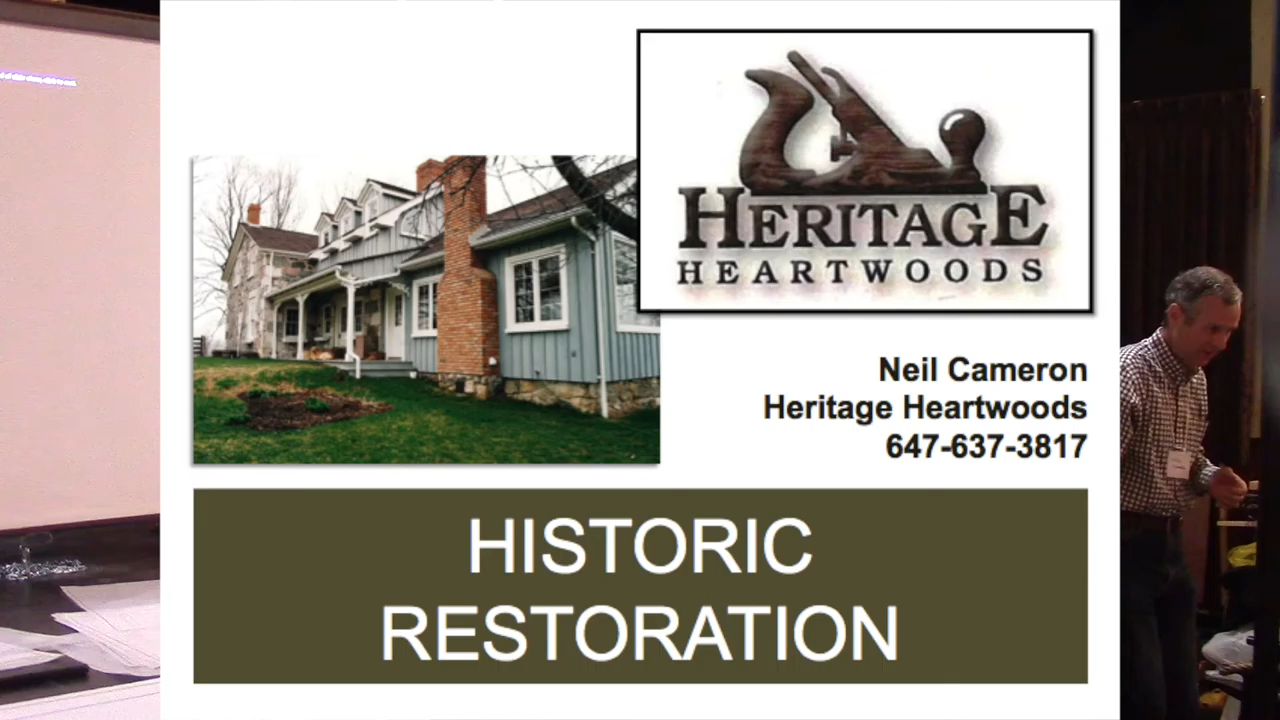 HERITAGE
HEARTWOODS
Neil Cameron
Heritage Heartwoods
647-637-3817
HISTORIC
RESTORATION